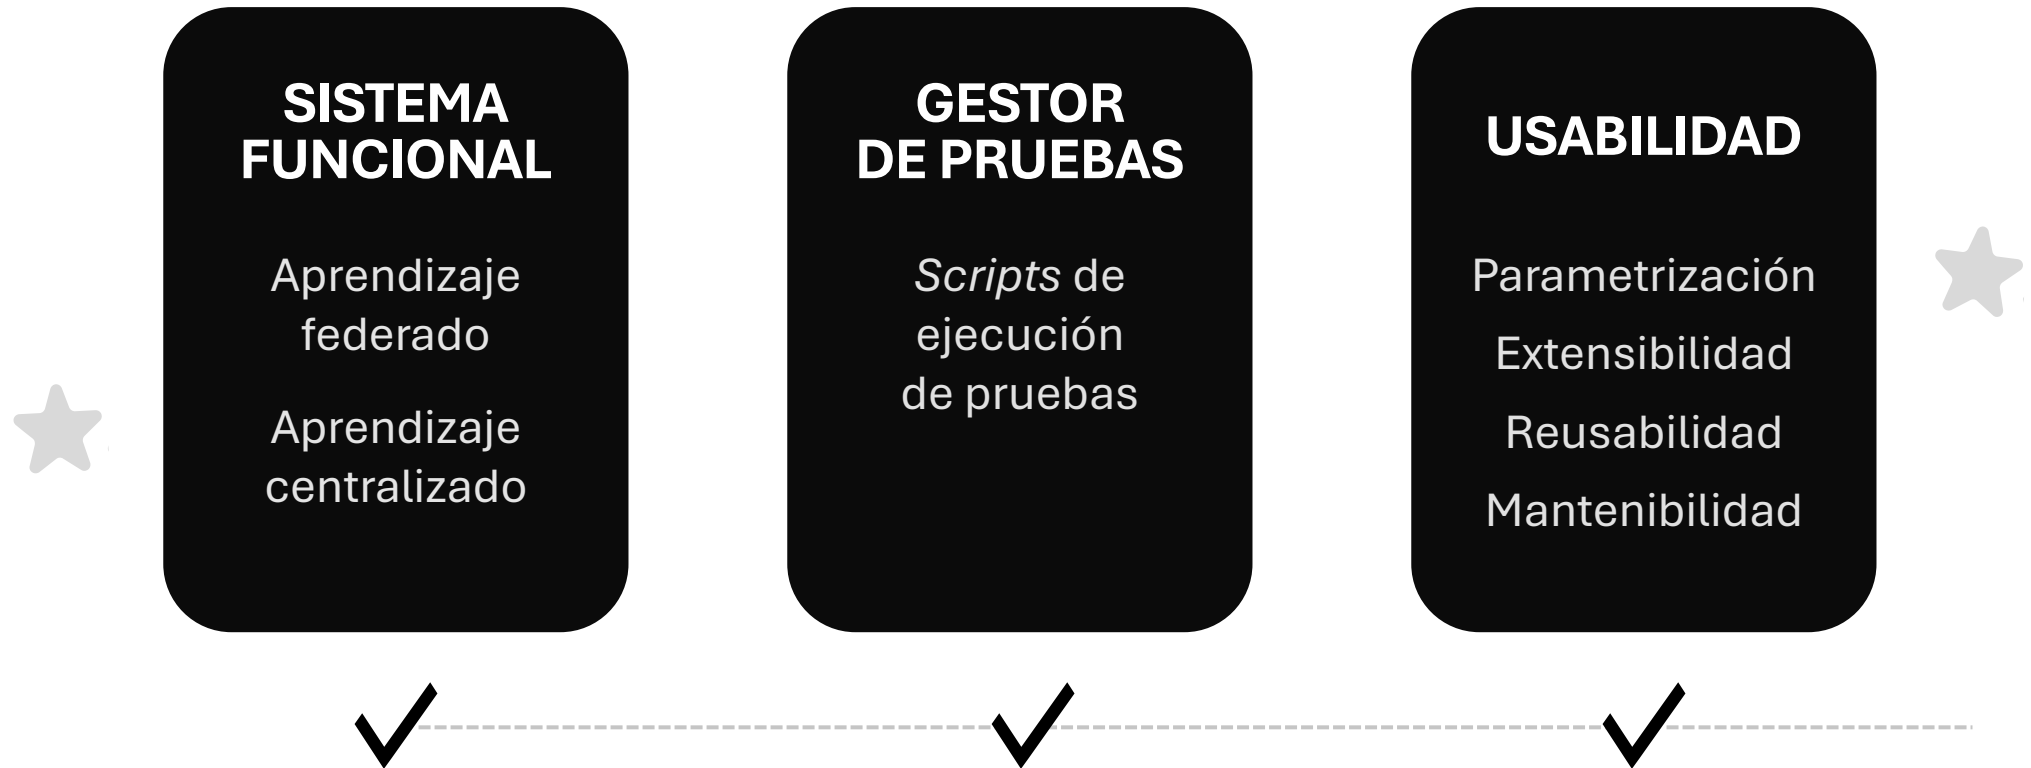 SISTEMA
FUNCIONAL
Aprendizaje
federado
Aprendizaje
centralizado
GESTOR
DE PRUEBAS
Scripts de
ejecución
de pruebas
USABILIDAD
Parametrización
Extensibilidad
Reusabilidad
Mantenibilidad